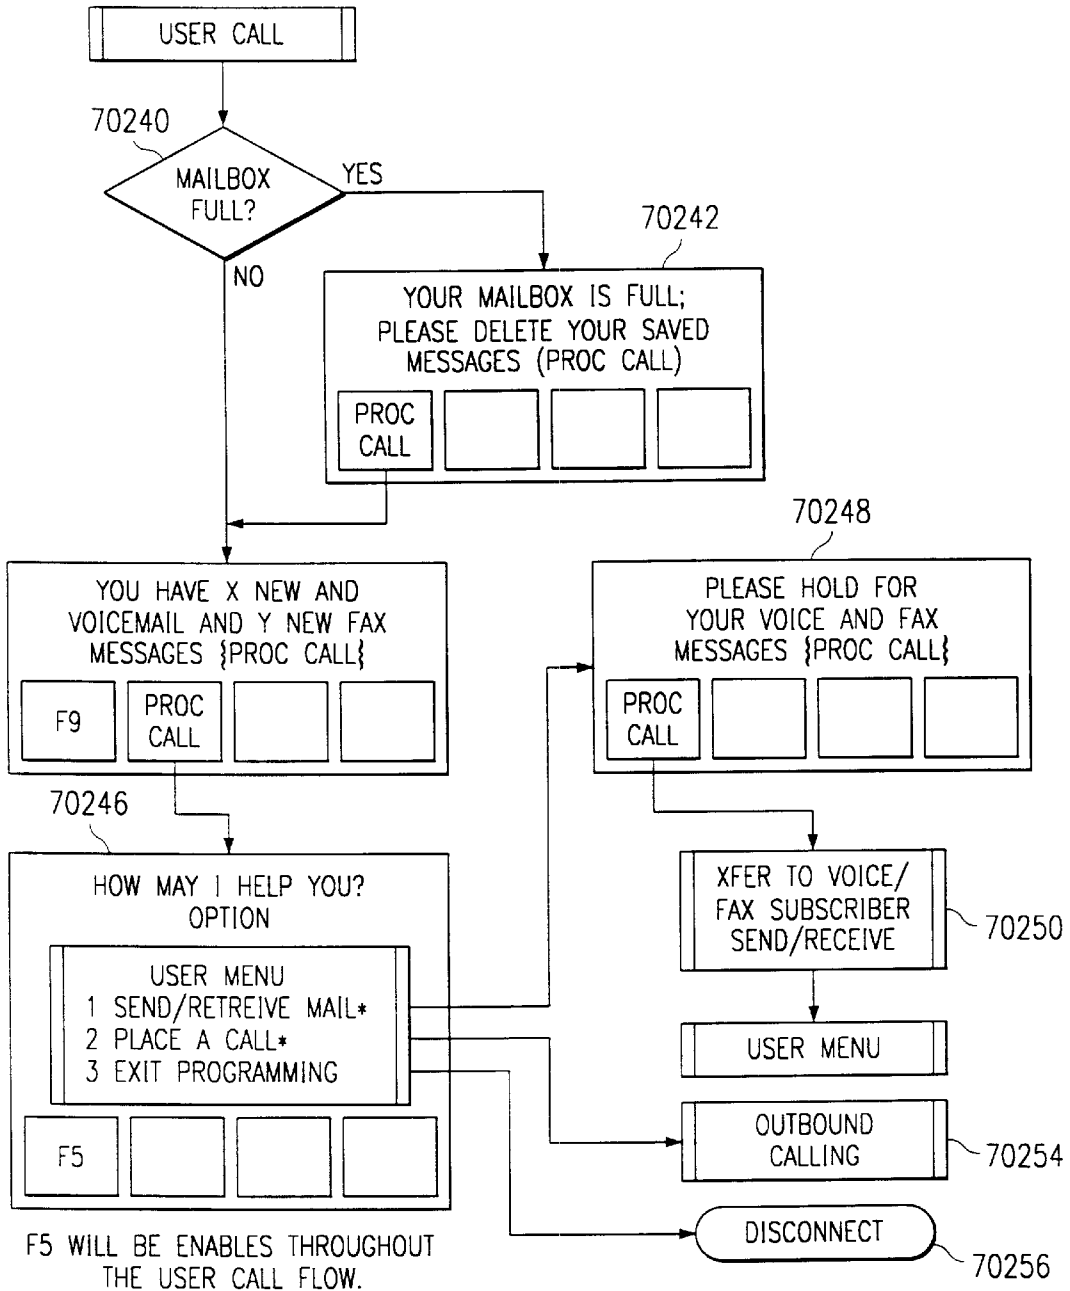 USER CALL
70240
MAILBOX
FULL?
YES
NO
70242
YOUR MAILBOX IS FULL;
PLEASE DELETE YOUR SAVED
MESSAGES (PROC CALL)
PROC
CALL
YOU HAVE X NEW AND
VOICEMAIL AND Y NEW FAX
MESSAGES {PROC CALL{
F9
PROC
CALL
70248
PLEASE HOLD FOR
YOUR VOICE AND FAX
MESSAGES }PROC CALL{
PROC
CALL
70246
HOW MAY I HELP YOU?
OPTION
USER MENU
1 SEND/RETREIVE MAIL*
2 PLACE A CALL*
3 EXIT PROGRAMMING
F5
F5 WILL BE ENABLES THROUGHOUT
THE USER CALL FLOW.
XFER TO VOICE/
FAX SUBSCRIBER
SEND/RECEIVE
70250
USER MENU
OUTBOUND
CALLING
70254
DISCONNECT
70256